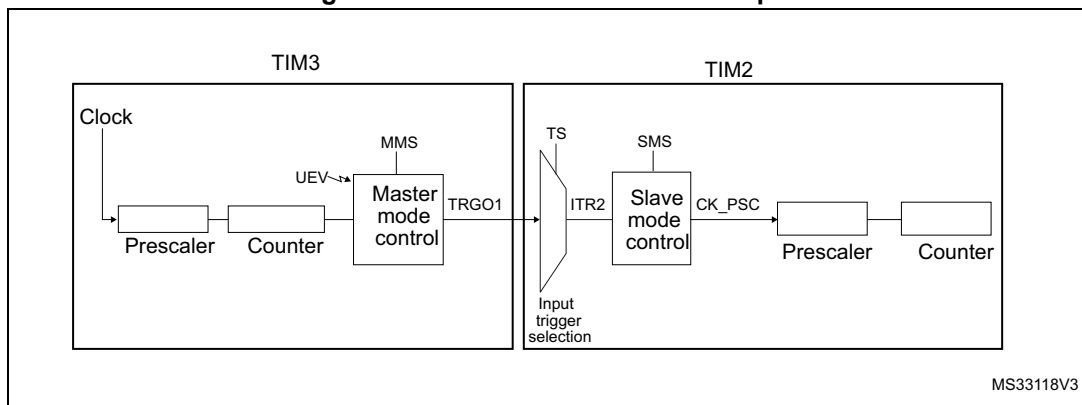 TIM3
TIM2
Clock
MMS
TS
SMS
UEV
Master
mode
control
TRGO1
ITR2
Slave
mode
control
CK_PSC
Prescaler
Counter
Prescaler
Counter
Input
trigger
selection
MS33118V3